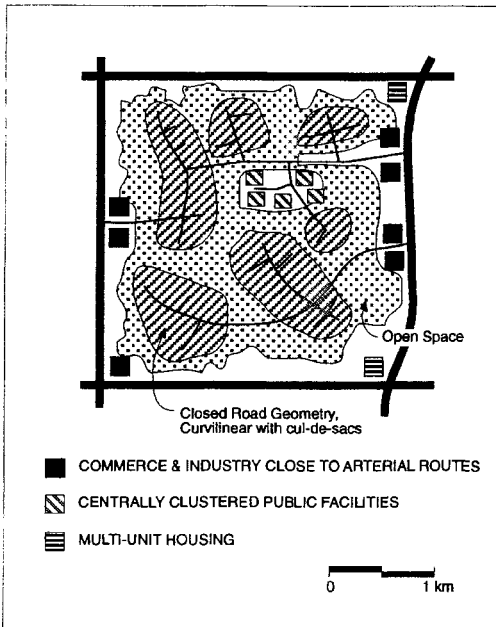 Open Space
Closed Road Geometry,
Curvilinear with cul-de-sacs
COMMERCE & INDUSTRY CLOSE TO ARTERIAL ROUTES
CENTRALLY CLUSTERED PUBLIC FACILITIES
MULTI-UNIT HOUSING
0 1 km